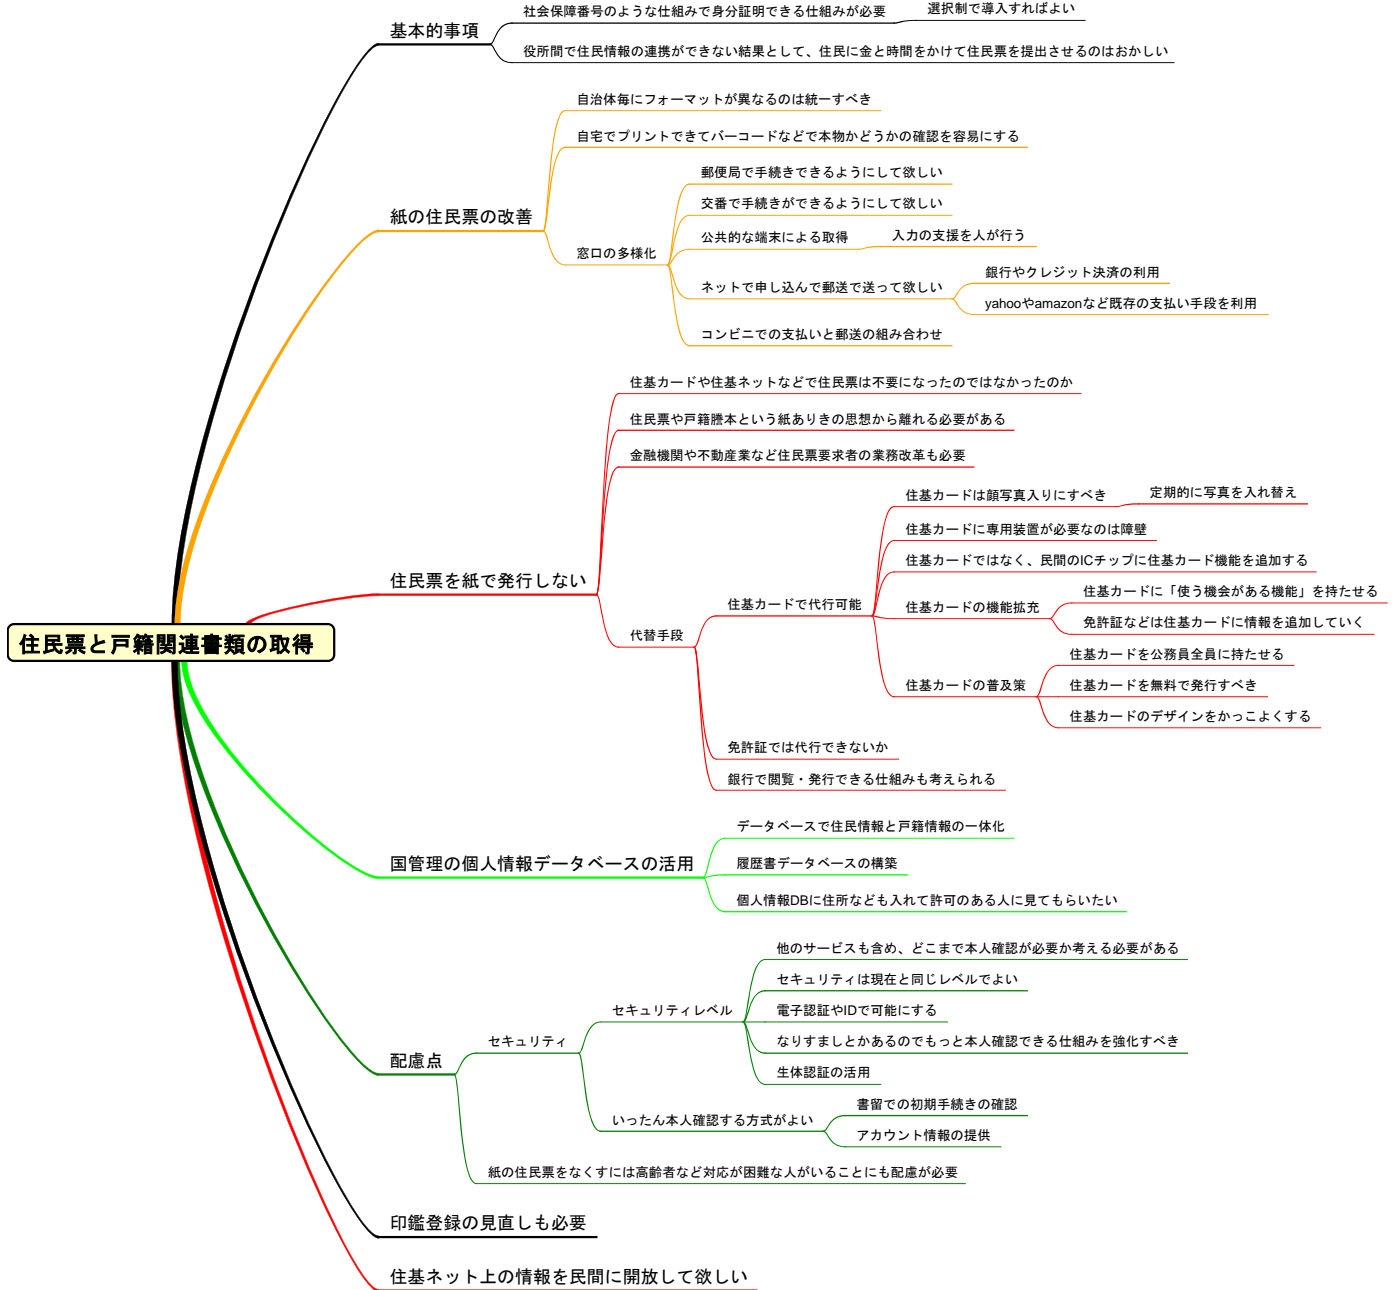 住民票と戸籍関連書類の取得
基本的事項
社会保障番号のような仕組みで身分証明できる仕組みが必要
選択制で導入すればよい
役所間で住民情報の連携ができない結果として、住民に金と時間をかけて住民票を提出させるのはおかしい
紙の住民票の改善
自治体毎にフォーマットが異なるのは統一すべき
自宅でプリントできてバーコードなどで本物かどうかの確認を容易にする
窓口の多様化
郵便局で手続きできるようにして欲しい
交番で手続きができるようにして欲しい
公共的な端末による取得
入力の支援を人が行う
ネットで申し込んで郵送で送って欲しい
銀行やクレジット決済の利用
yahooやamazonなど既存の支払い手段を利用
コンビニでの支払いと郵送の組み合わせ
住民票を紙で発行しない
住基カードや住基ネットなどで住民票は不要になったのではなかったのか
住民票や戸籍謄本という紙ありきの思想から離れる必要がある
金融機関や不動産業など住民票要求者の業務改革も必要
代替手段
住基カードで代行可能
住基カードは顔写真入りにすべき
定期的に写真を入れ替え
住基カードに専用装置が必要なのは障壁
住基カードではなく、民間のICチップに住基カード機能を追加する
住基カードの機能拡充
住基カードに「使う機会がある機能」を持たせる
免許証などは住基カードに情報を追加していく
住基カードの普及策
住基カードを公務員全員に持たせる
住基カードを無料で発行すべき
住基カードのデザインをかっこよくする
免許証では代行できないか
銀行で閲覧・発行できる仕組みも考えられる
国管理の個人情報データベースの活用
データベースで住民情報と戸籍情報の一体化
履歴書データベースの構築
個人情報DBに住所なども入れて許可のある人に見てもらいたい
配慮点
セキュリティ
セキュリティレベル
他のサービスも含め、どこまで本人確認が必要か考える必要がある
セキュリティは現在と同じレベルでよい
電子認証やIDで可能にする
なりすましとかあるのでもっと本人確認できる仕組みを強化すべき
生体認証の活用
いったん本人確認する方式がよい
書留での初期手続きの確認
アカウント情報の提供
紙の住民票をなくすには高齢者など対応が困難な人がいることにも配慮が必要
印鑑登録の見直しも必要
住基ネット上の情報を民間に開放して欲しい